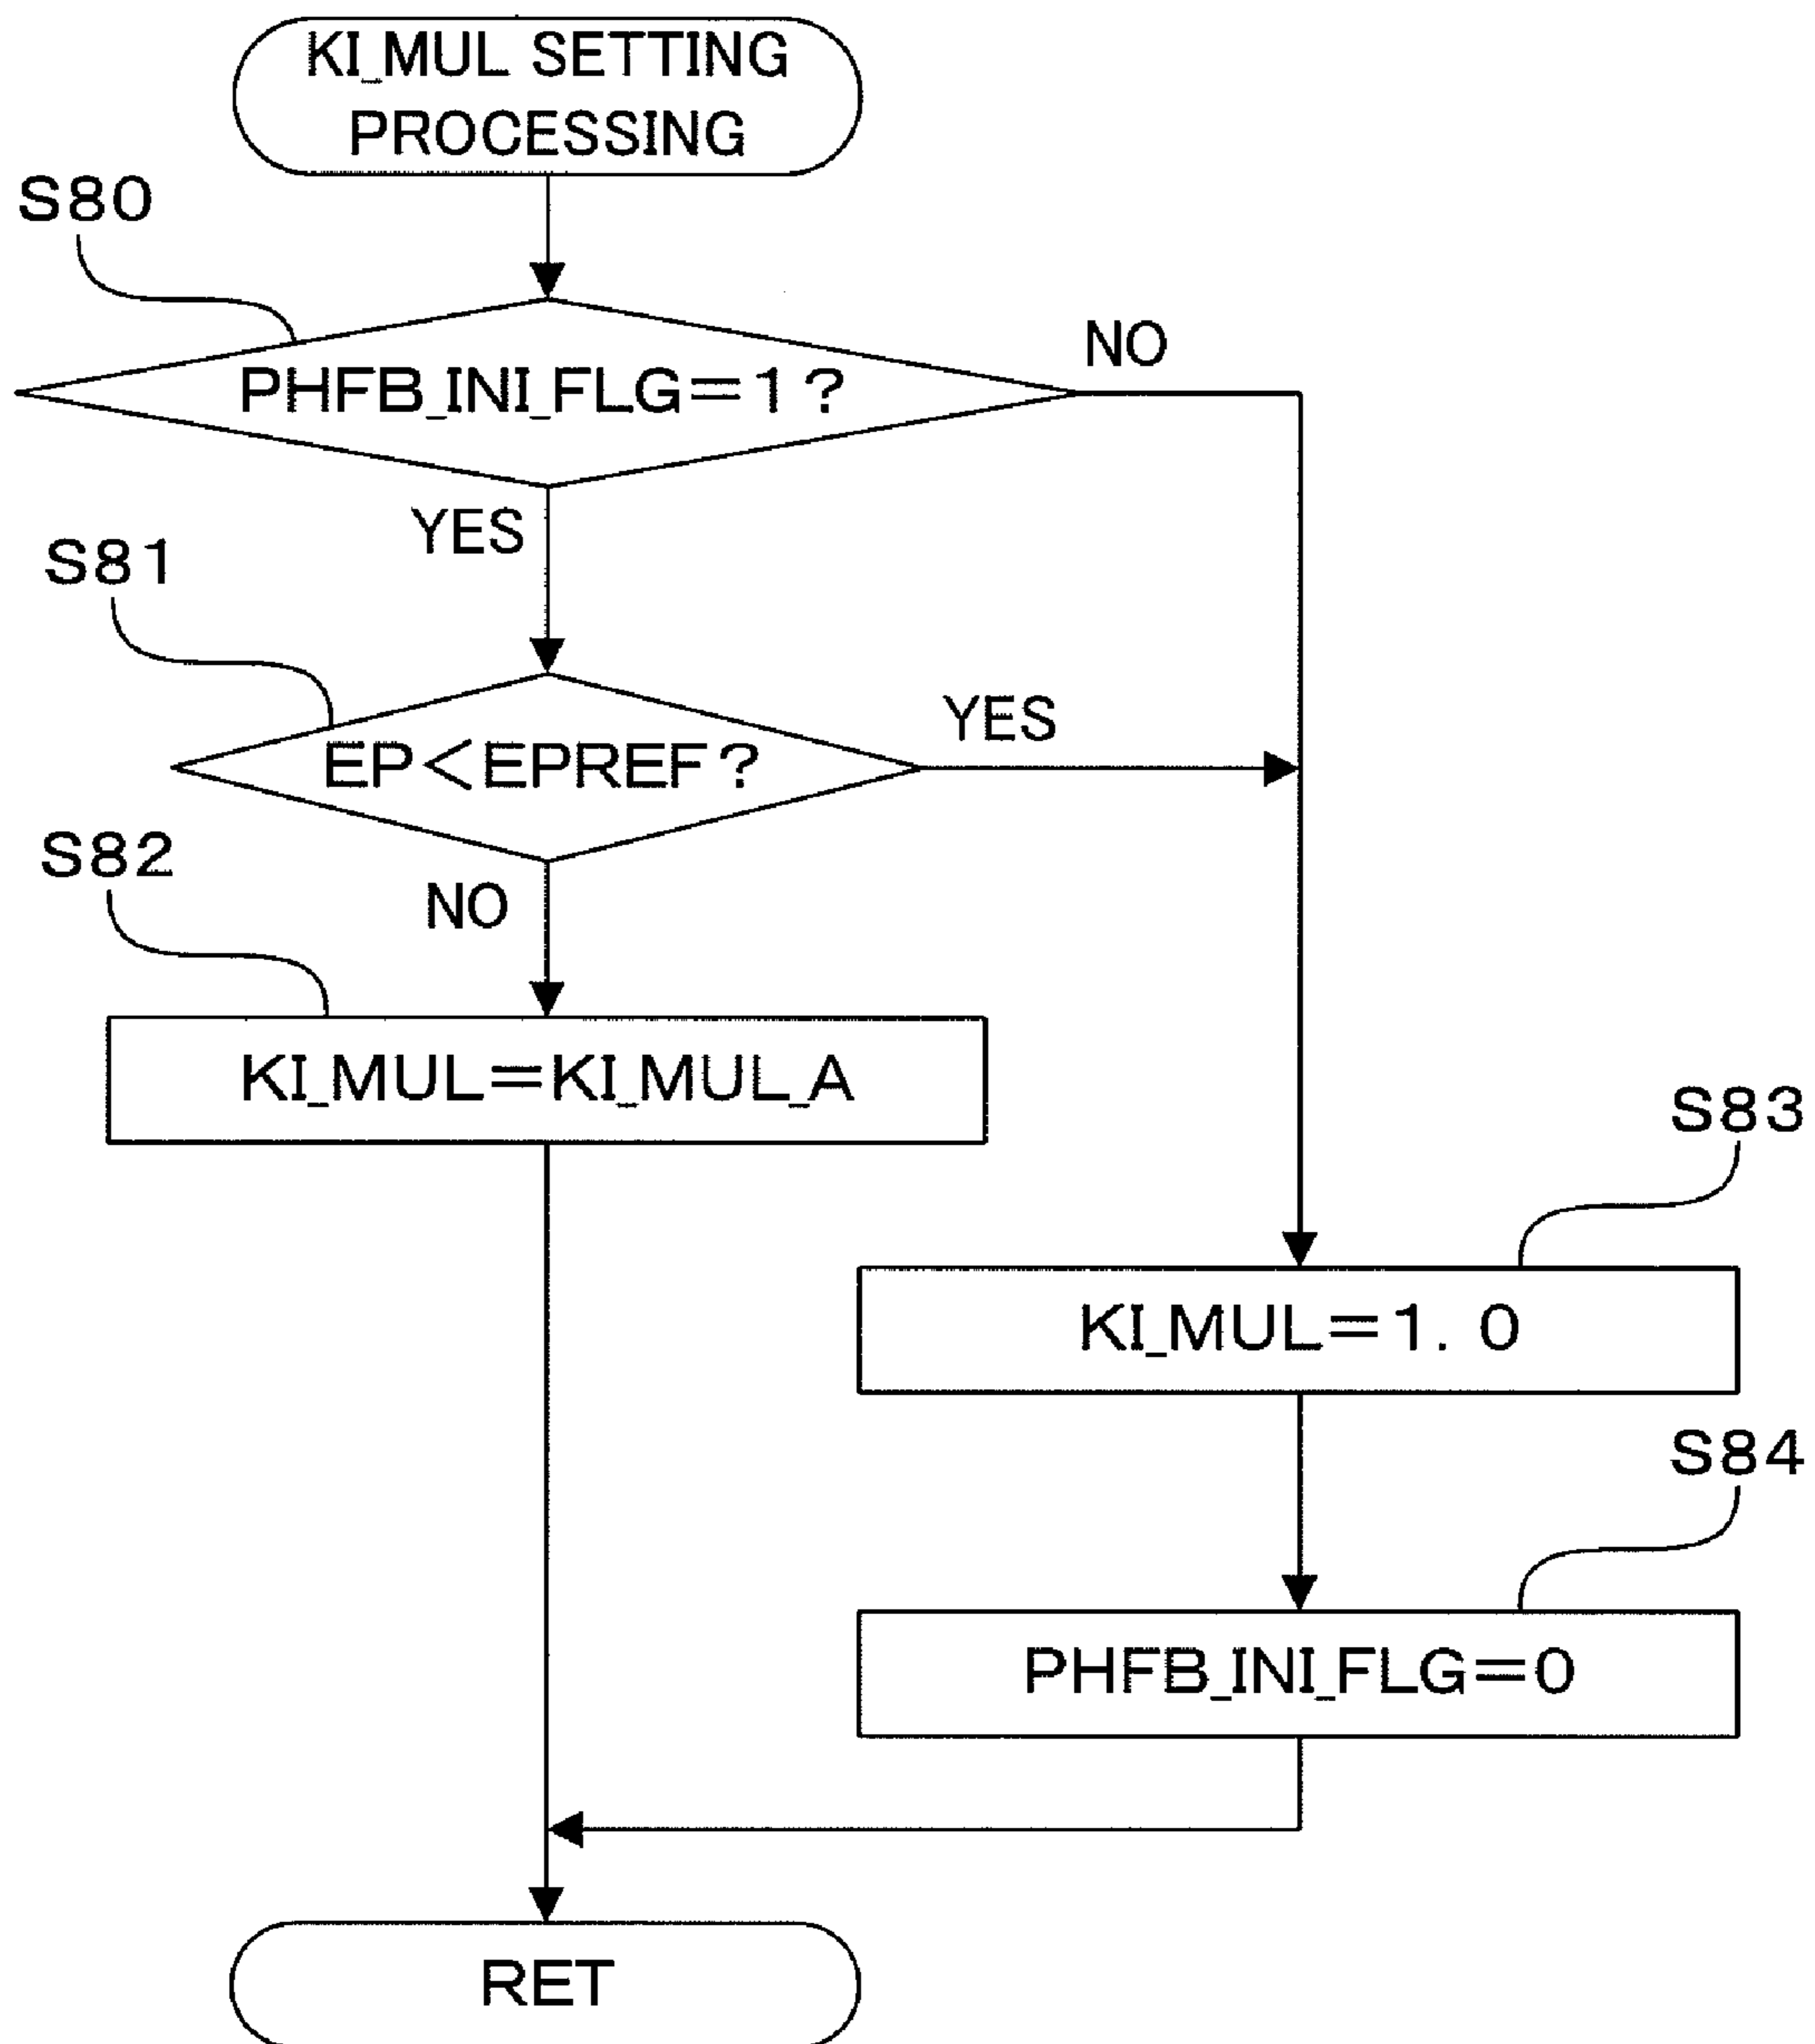 KI_MUL SETTING
PROCESSING
S80
PHFB_INI_FLG=1?
NO
YES
S81
EP<EPREF?
YES
S82
NO
KI_MUL=KI_MUL_A
S83
KI_MUL=1.0
S84
PHFB_INI_FLG=0
RET